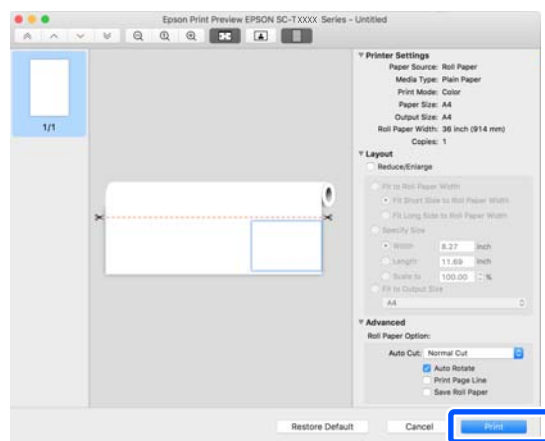 Epson Print Preview EPSON SC-TXXXX Series - Untitled
1/1
Printer Settings
Paper Source: Roll Paper
Media Type: Plain Paper
Print Mode: Color
Paper Size: A4
Output Size: A4
Roll Paper Width: 36 inch (914 mm)
Copies: 1
Layout
Reduce/Enlarge
Fit to Roll Paper Width
Fit Short Side to Roll Paper Width
Fit Long Side to Roll Paper Width
Specify Size
Width 8.27 inch
Length 11.69 inch
Scale to 100.00 %
Fit to Output Size
A4
Advanced
Roll Paper Option:
Auto Cut: Normal Cut
Auto Rotate
Print Page Line
Save Roll Paper
Restore Default Cancel Print